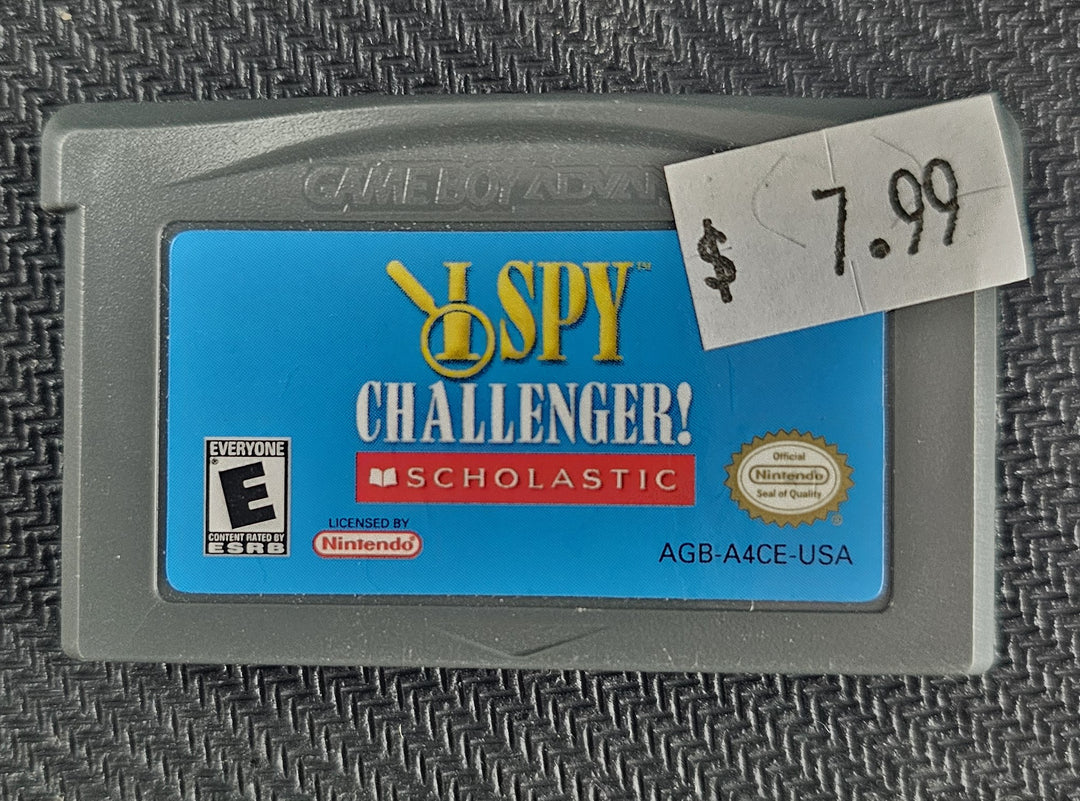 GAME BOY ADVAN
$ 7.99
I SPY™
CHALLENGER!
SCHOLASTIC
EVERYONE
®
E
CONTENT RATED BY
ESRB
LICENSED BY
Nintendo®
Official
Nintendo
Seal of Quality
®
AGB-A4CE-USA